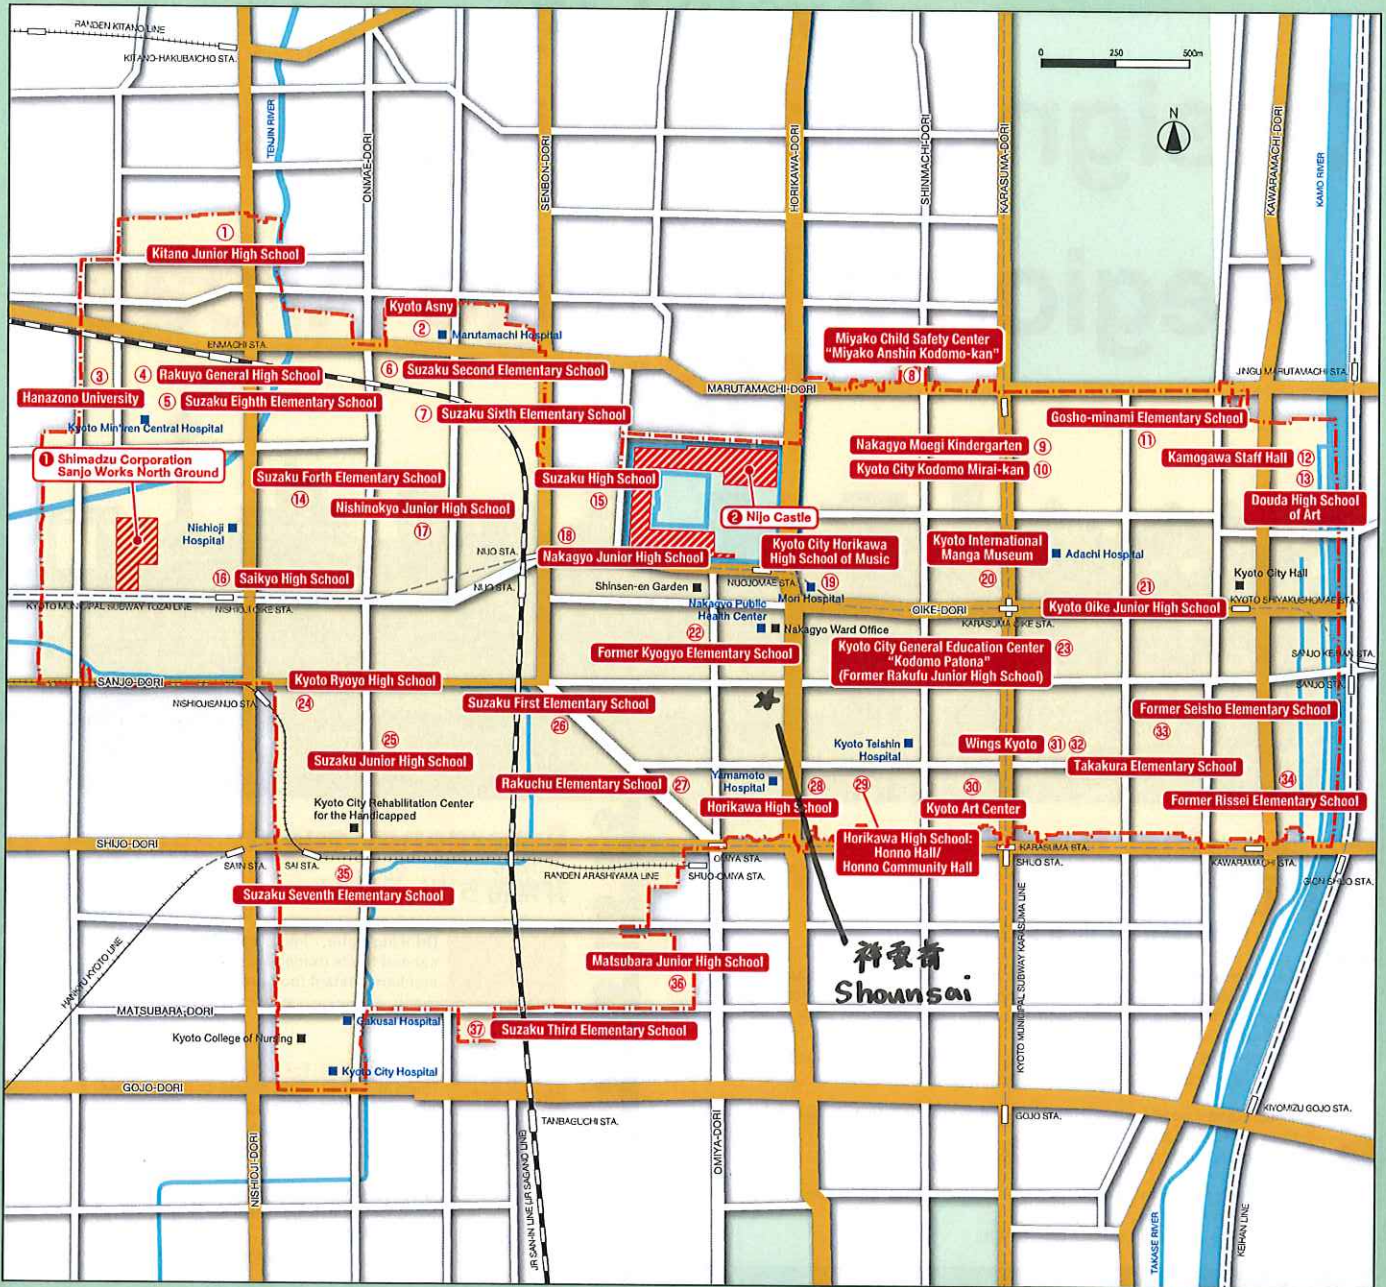 RANDEN KITANO LINE
KITANO-HAKUBAICHO STA.
TENJIN RIVER
ONMAE-DORI
SENBON-DORI
HORIKAWA-DORI
SHINMACHI-DORI
KARASUMA-DORI
KAWARAMACHI-DORI
KAMO RIVER
0 250 500m
N
①
Kitano Junior High School
Kyoto Asny
②
Marutamachi Hospital
ENMACHI STA.
Miyako Child Safety Center
"Miyako Anshin Kodomo-kan"
⑧
MARUTAMACHI-DORI
JINGU MARUTAMACHI STA.
③
④ Rakuyo General High School
⑥ Suzaku Second Elementary School
Hanazono University
⑤ Suzaku Eighth Elementary School
⑦ Suzaku Sixth Elementary School
Kyoto Min'iren Central Hospital
Gosho-minami Elementary School
⑪
Nakagyo Moegi Kindergarten ⑨
Kyoto City Kodomo Mirai-kan ⑩
Kamogawa Staff Hall ⑫
⑬
Douda High School
of Art
❶ Shimadzu Corporation
Sanjo Works North Ground
Suzaku Forth Elementary School
⑭
Suzaku High School
⑮
Nishinokyo Junior High School
⑰
❷ Nijo Castle
Nishioji
Hospital
⑱
Nakagyo Junior High School
NIJO STA.
NIJO STA.
Kyoto City Horikawa
High School of Music
⑲
NIJOJOMAE STA.
Mori Hospital
Kyoto International
Manga Museum
⑳
Adachi Hospital
⑯ Saikyo High School
Shinsen-en Garden
㉑
Kyoto City Hall
KYOTO MUNICIPAL SUBWAY TOZAI LINE
NISHIOJI OIKE STA.
OIKE-DORI
KARASUMA OIKE STA.
Kyoto Oike Junior High School
KYOTO SHIYAKUSHOMAE STA.
Nakagyo Public
Health Center
Nakagyo Ward Office
㉒
Former Kyogyo Elementary School
Kyoto City General Education Center
"Kodomo Patona"
(Former Rakufu Junior High School)
㉓
SANJO KEIHAN STA.
SANJO STA.
SANJO-DORI
Kyoto Ryoyo High School
㉔
NISHIOJISANJO STA.
Suzaku First Elementary School
㉖
Former Seisho Elementary School
㉝
㉕
Suzaku Junior High School
Kyoto Teishin
Hospital
Wings Kyoto ㉛ ㉜
Takakura Elementary School
Rakuchu Elementary School ㉗
Yamamoto
Hospital
㉘
Horikawa High School
㉙
㉚
Kyoto Art Center
㉞
Former Rissei Elementary School
Kyoto City Rehabilitation Center
for the Handicapped
Horikawa High School:
Honno Hall/
Honno Community Hall
SHIJO-DORI
SAIN STA.
SAI STA.
RANDEN ARASHIYAMA LINE
OMIYA STA.
SHIJO-OMIYA STA.
KARASUMA STA.
SHIJO STA.
KAWARAMACHI STA.
GION SHIJO STA.
㉟
Suzaku Seventh Elementary School
HANKYU KYOTO LINE
祥雲斎
Shounsai
Matsubara Junior High School
㊱
KYOTO MUNICIPAL SUBWAY KARASUMA LINE
MATSUBARA-DORI
Gakusai Hospital
㊲ Suzaku Third Elementary School
Kyoto College of Nursing
Kyoto City Hospital
GOJO-DORI
TANBAGUCHI STA.
GOJO STA.
KIYOMIZU GOJO STA.
NISHIOJI-DORI
JR SAN-IN LINE (JR SAGANO LINE)
OMIYA-DORI
TAKASE RIVER
KEIHAN LINE